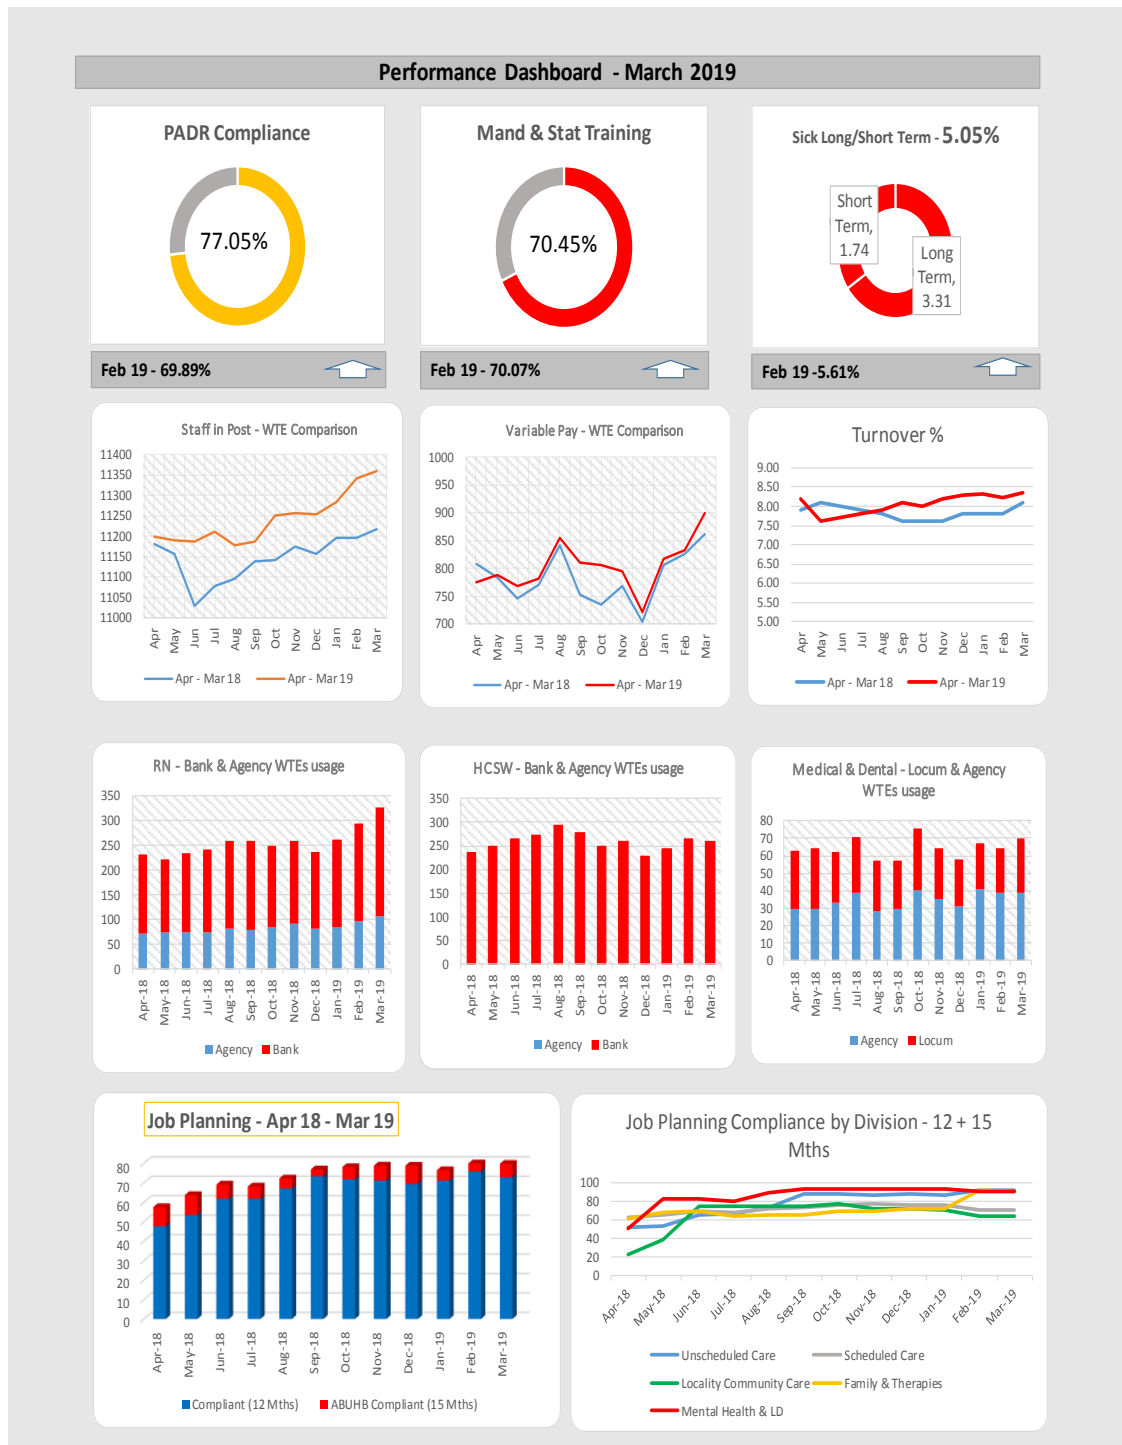 Performance Dashboard - March 2019
PADR Compliance
77.05%
Feb 19 - 69.89%
Mand & Stat Training
70.45%
Feb 19 - 70.07%
Sick Long/Short Term - 5.05%
Short
Term,
1.74
Long
Term,
3.31
Feb 19 -5.61%
Staff in Post - WTE Comparison
11400
11350
11300
11250
11200
11150
11100
11050
11000
Apr
May
Jun
Jul
Aug
Sep
Oct
Nov
Dec
Jan
Feb
Mar
Apr - Mar 18
Apr - Mar 19
Variable Pay - WTE Comparison
1000
950
900
850
800
750
700
Apr
May
Jun
Jul
Aug
Sep
Oct
Nov
Dec
Jan
Feb
Mar
Apr - Mar 18
Apr - Mar 19
Turnover %
9.00
8.50
8.00
7.50
7.00
6.50
6.00
5.50
5.00
Apr
May
Jun
Jul
Aug
Sep
Oct
Nov
Dec
Jan
Feb
Mar
Apr - Mar 18
Apr - Mar 19
RN - Bank & Agency WTEs usage
350
300
250
200
150
100
50
0
Apr-18
May-18
Jun-18
Jul-18
Aug-18
Sep-18
Oct-18
Nov-18
Dec-18
Jan-19
Feb-19
Mar-19
Agency
Bank
HCSW - Bank & Agency WTEs usage
350
300
250
200
150
100
50
0
Apr-18
May-18
Jun-18
Jul-18
Aug-18
Sep-18
Oct-18
Nov-18
Dec-18
Jan-19
Feb-19
Mar-19
Agency
Bank
Medical & Dental - Locum & Agency
WTEs usage
80
70
60
50
40
30
20
10
0
Apr-18
May-18
Jun-18
Jul-18
Aug-18
Sep-18
Oct-18
Nov-18
Dec-18
Jan-19
Feb-19
Mar-19
Agency
Locum
Job Planning - Apr 18 - Mar 19
80
70
60
50
40
30
20
10
0
Apr-18
May-18
Jun-18
Jul-18
Aug-18
Sep-18
Oct-18
Nov-18
Dec-18
Jan-19
Feb-19
Mar-19
Compliant (12 Mths)
ABUHB Compliant (15 Mths)
Job Planning Compliance by Division - 12 + 15
Mths
100
80
60
40
20
0
Apr-18
May-18
Jun-18
Jul-18
Aug-18
Sep-18
Oct-18
Nov-18
Dec-18
Jan-19
Feb-19
Mar-19
Unscheduled Care
Scheduled Care
Locality Community Care
Family & Therapies
Mental Health & LD